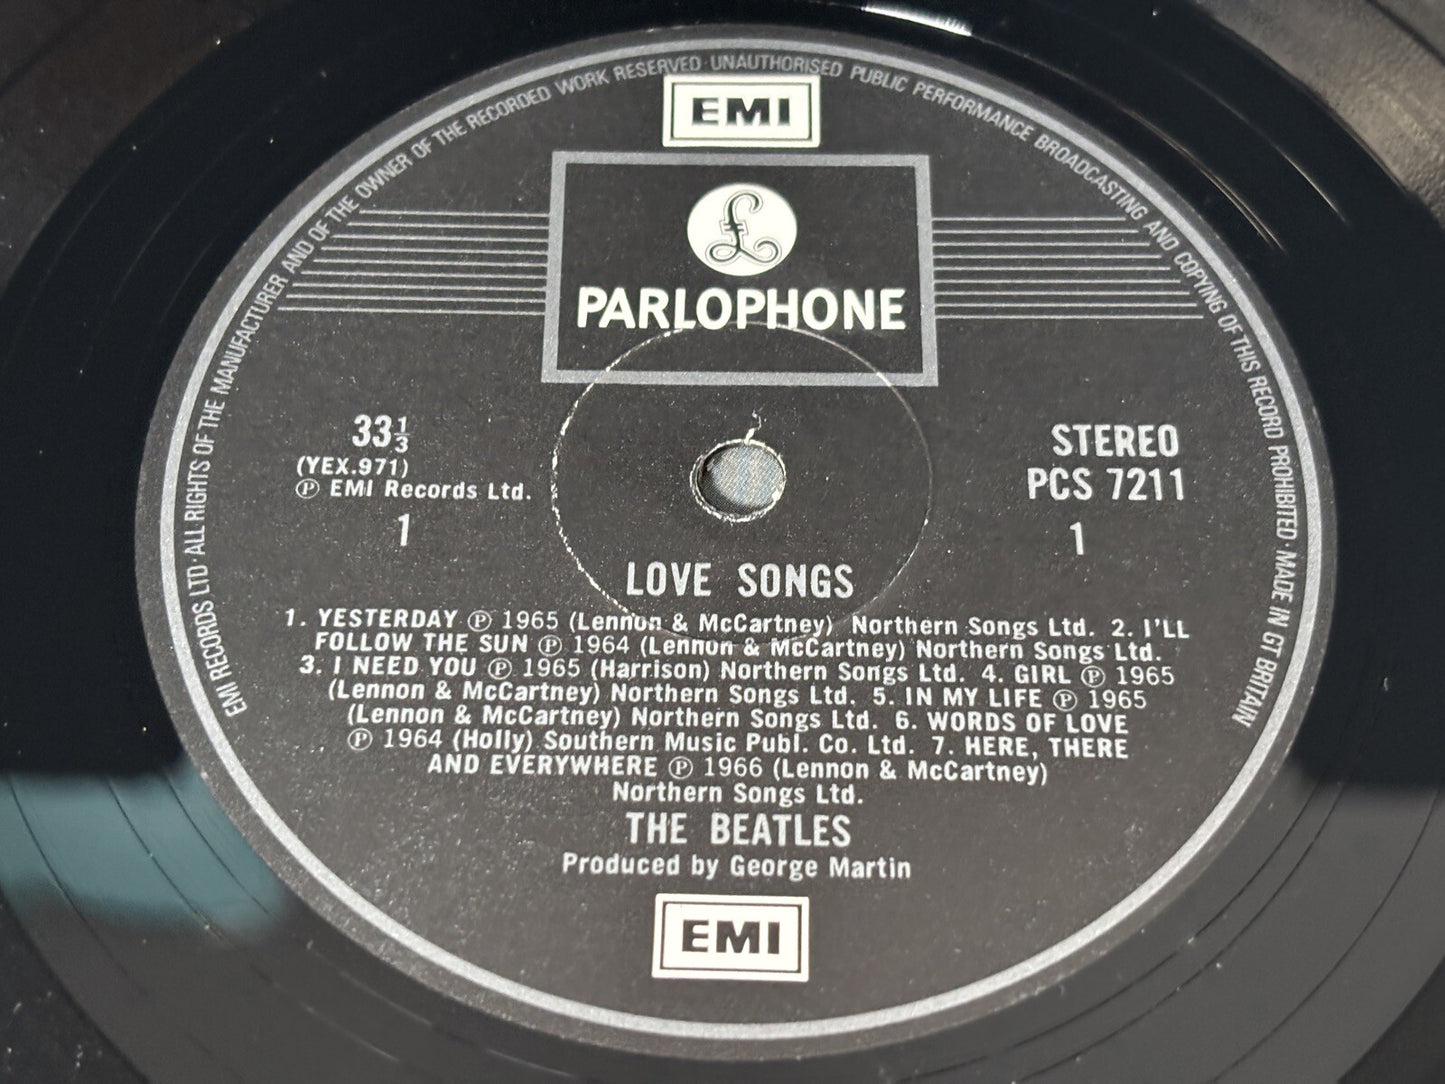 EMI RECORDS LTD · ALL RIGHTS OF THE MANUFACTURER AND OF THE OWNER OF THE RECORDED WORK RESERVED · UNAUTHORISED PUBLIC PERFORMANCE BROADCASTING AND COPYING OF THIS RECORD PROHIBITED · MADE IN GT BRITAIN
EMI
£
PARLOPHONE
33⅓
(YEX.971)
Ⓟ EMI Records Ltd.
1
STEREO
PCS 7211
1
LOVE SONGS
1. YESTERDAY Ⓟ 1965 (Lennon & McCartney) Northern Songs Ltd. 2. I'LL
FOLLOW THE SUN Ⓟ 1964 (Lennon & McCartney) Northern Songs Ltd.
3. I NEED YOU Ⓟ 1965 (Harrison) Northern Songs Ltd. 4. GIRL Ⓟ 1965
(Lennon & McCartney) Northern Songs Ltd. 5. IN MY LIFE Ⓟ 1965
(Lennon & McCartney) Northern Songs Ltd. 6. WORDS OF LOVE
Ⓟ 1964 (Holly) Southern Music Publ. Co. Ltd. 7. HERE, THERE
AND EVERYWHERE Ⓟ 1966 (Lennon & McCartney)
Northern Songs Ltd.
THE BEATLES
Produced by George Martin
EMI